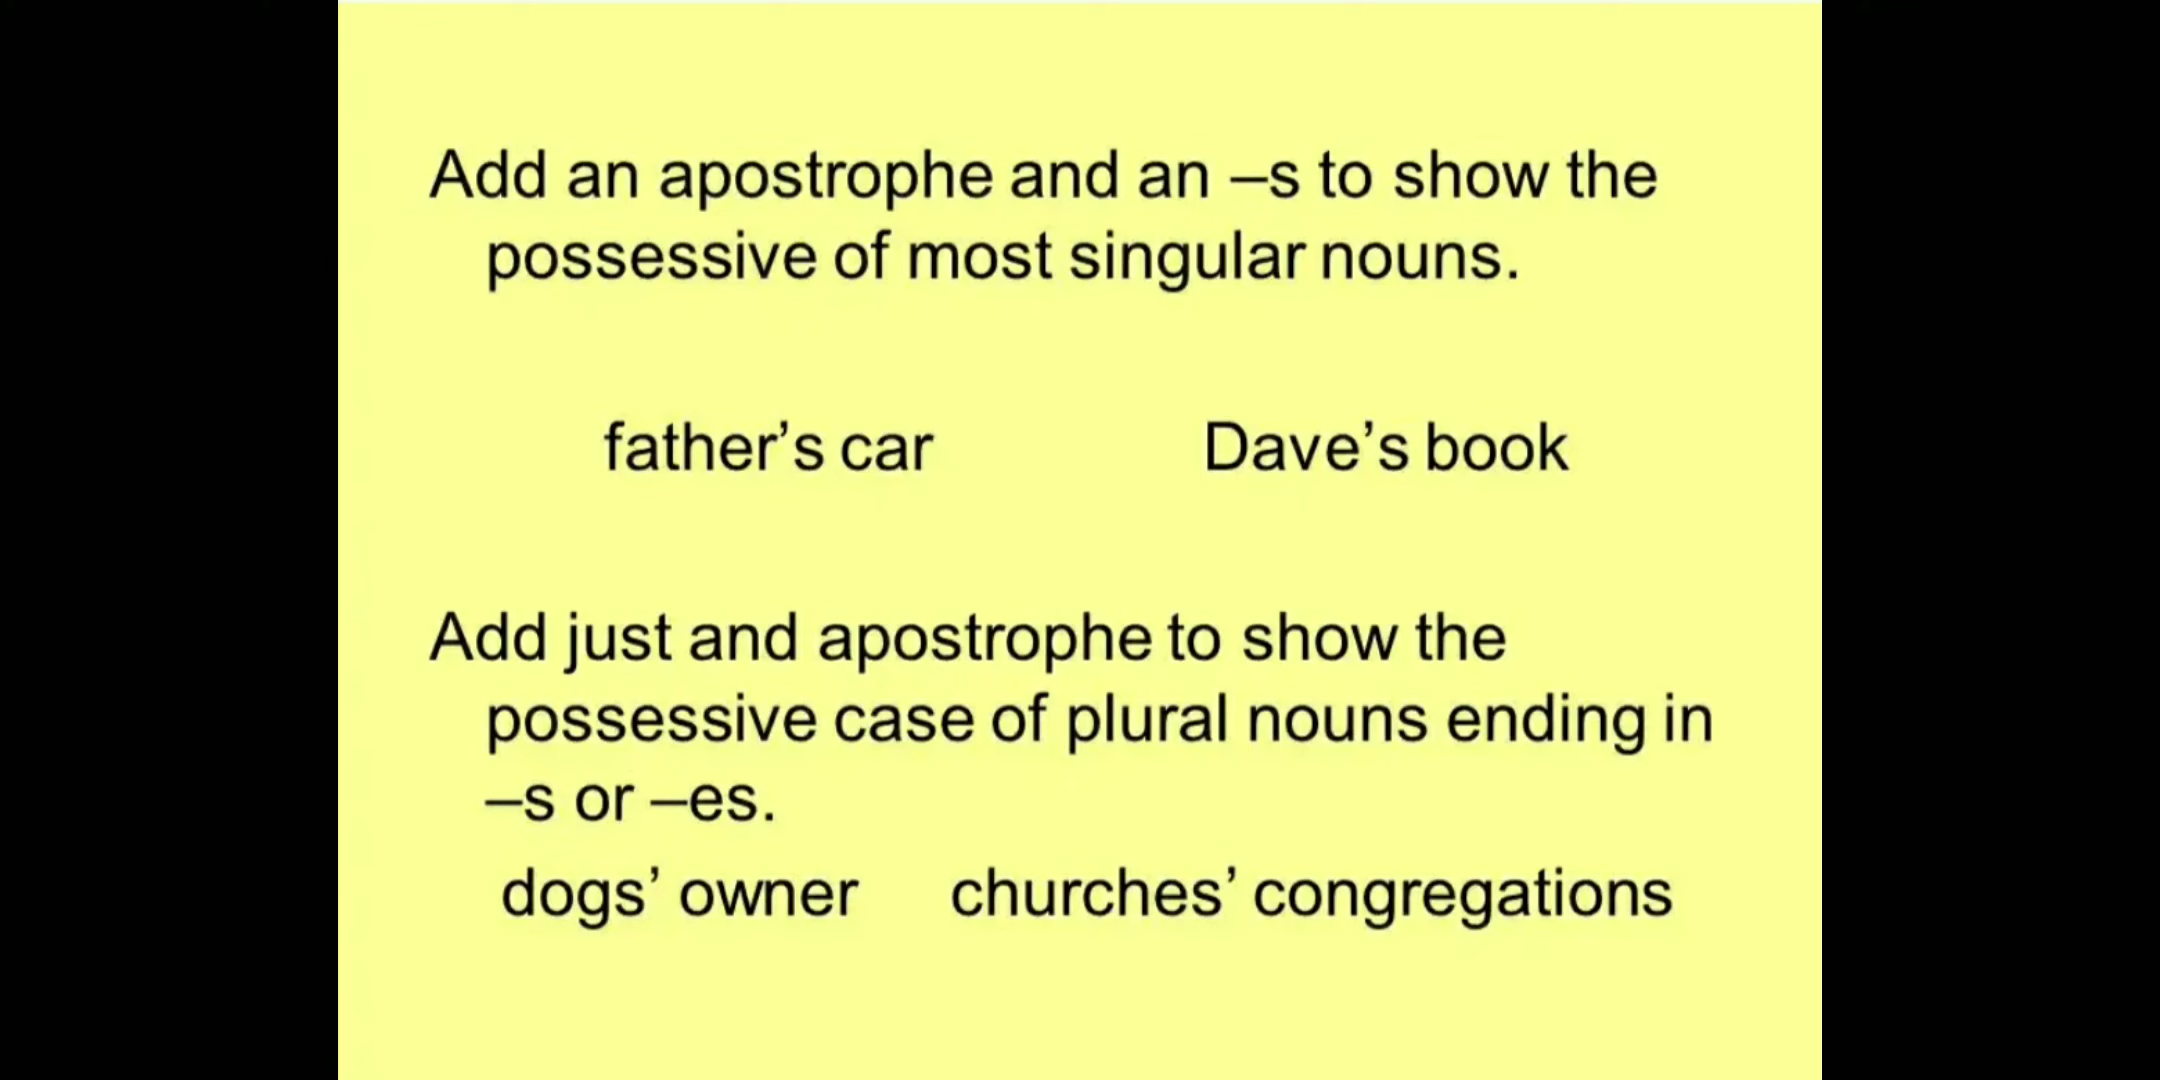 Add an apostrophe and an –s to show the
possessive of most singular nouns.
father’s car Dave’s book
Add just and apostrophe to show the
possessive case of plural nouns ending in
–s or –es.
dogs’ owner churches’ congregations